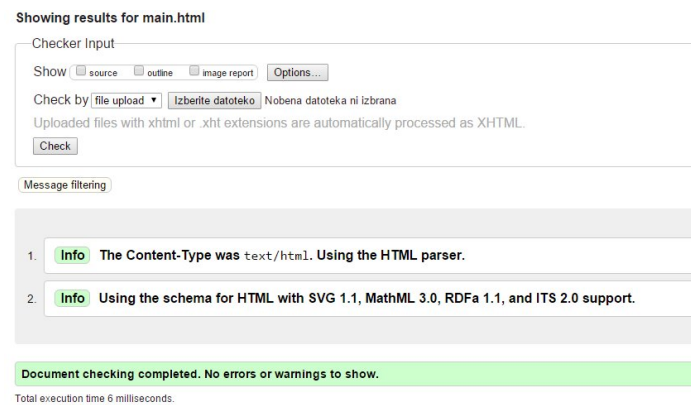 Showing results for main.html
Checker Input
Show source outline image report Options...
Check by file upload Izberite datoteko Nobena datoteka ni izbrana
Uploaded files with xhtml or .xht extensions are automatically processed as XHTML.
Check
Message filtering
1. Info The Content-Type was text/html. Using the HTML parser.
2. Info Using the schema for HTML with SVG 1.1, MathML 3.0, RDFa 1.1, and ITS 2.0 support.
Document checking completed. No errors or warnings to show.
Total execution time 6 milliseconds.